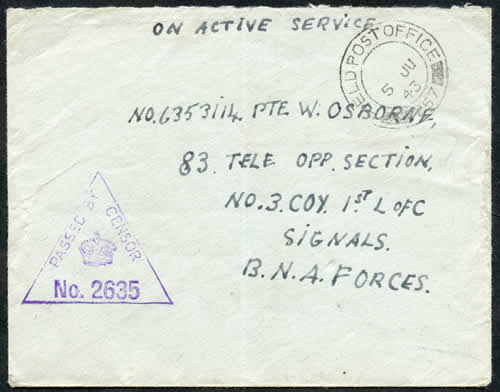 ON ACTIVE SERVICE
FIELD POST OFFICE
5 JU
43
57
NO.6353114. PTE W. OSBORNE,
83. TELE OPP. SECTION,
NO.3.COY. 1ST L OF C
SIGNALS.
B.N.A. FORCES.
PASSED BY CENSOR
No. 2635